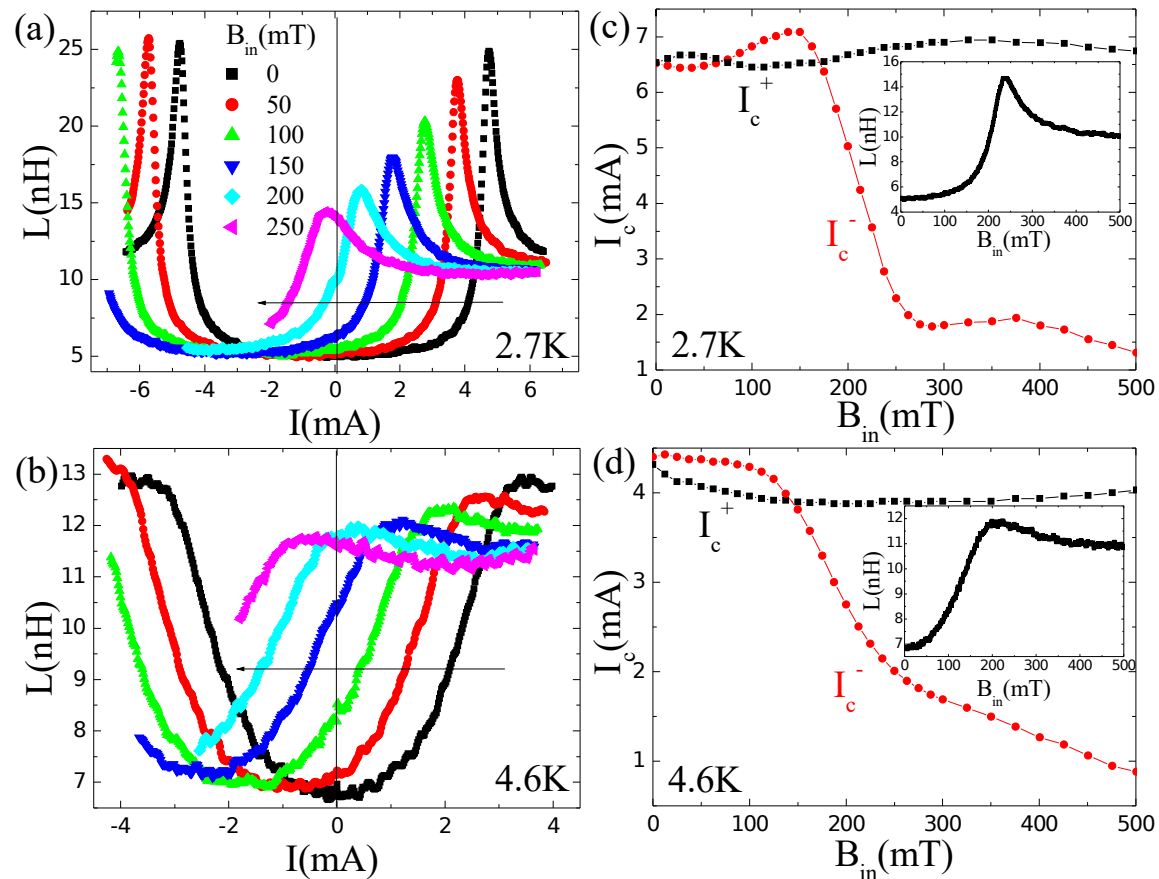 (a)
B_in(mT)
0
50
100
150
200
250
25
20
15
10
5
L(nH)
-6 -4 -2 0 2 4 6
I(mA)
2.7K
(c)
7
6
5
4
3
2
1
0
I_c(mA)
I_c^+
I_c^-
2.7K
0 100 200 300 400 500
B_in(mT)
16
14
12
10
8
6
4
L(nH)
0 100 200 300 400 500
B_in(mT)
(b)
13
12
11
10
9
8
7
L(nH)
-4 -2 0 2 4
I(mA)
4.6K
(d)
4
3
2
1
0
I_c(mA)
I_c^+
I_c^-
4.6K
0 100 200 300 400 500
B_in(mT)
12
11
10
9
8
7
L(nH)
0 100 200 300 400 500
B_in(mT)